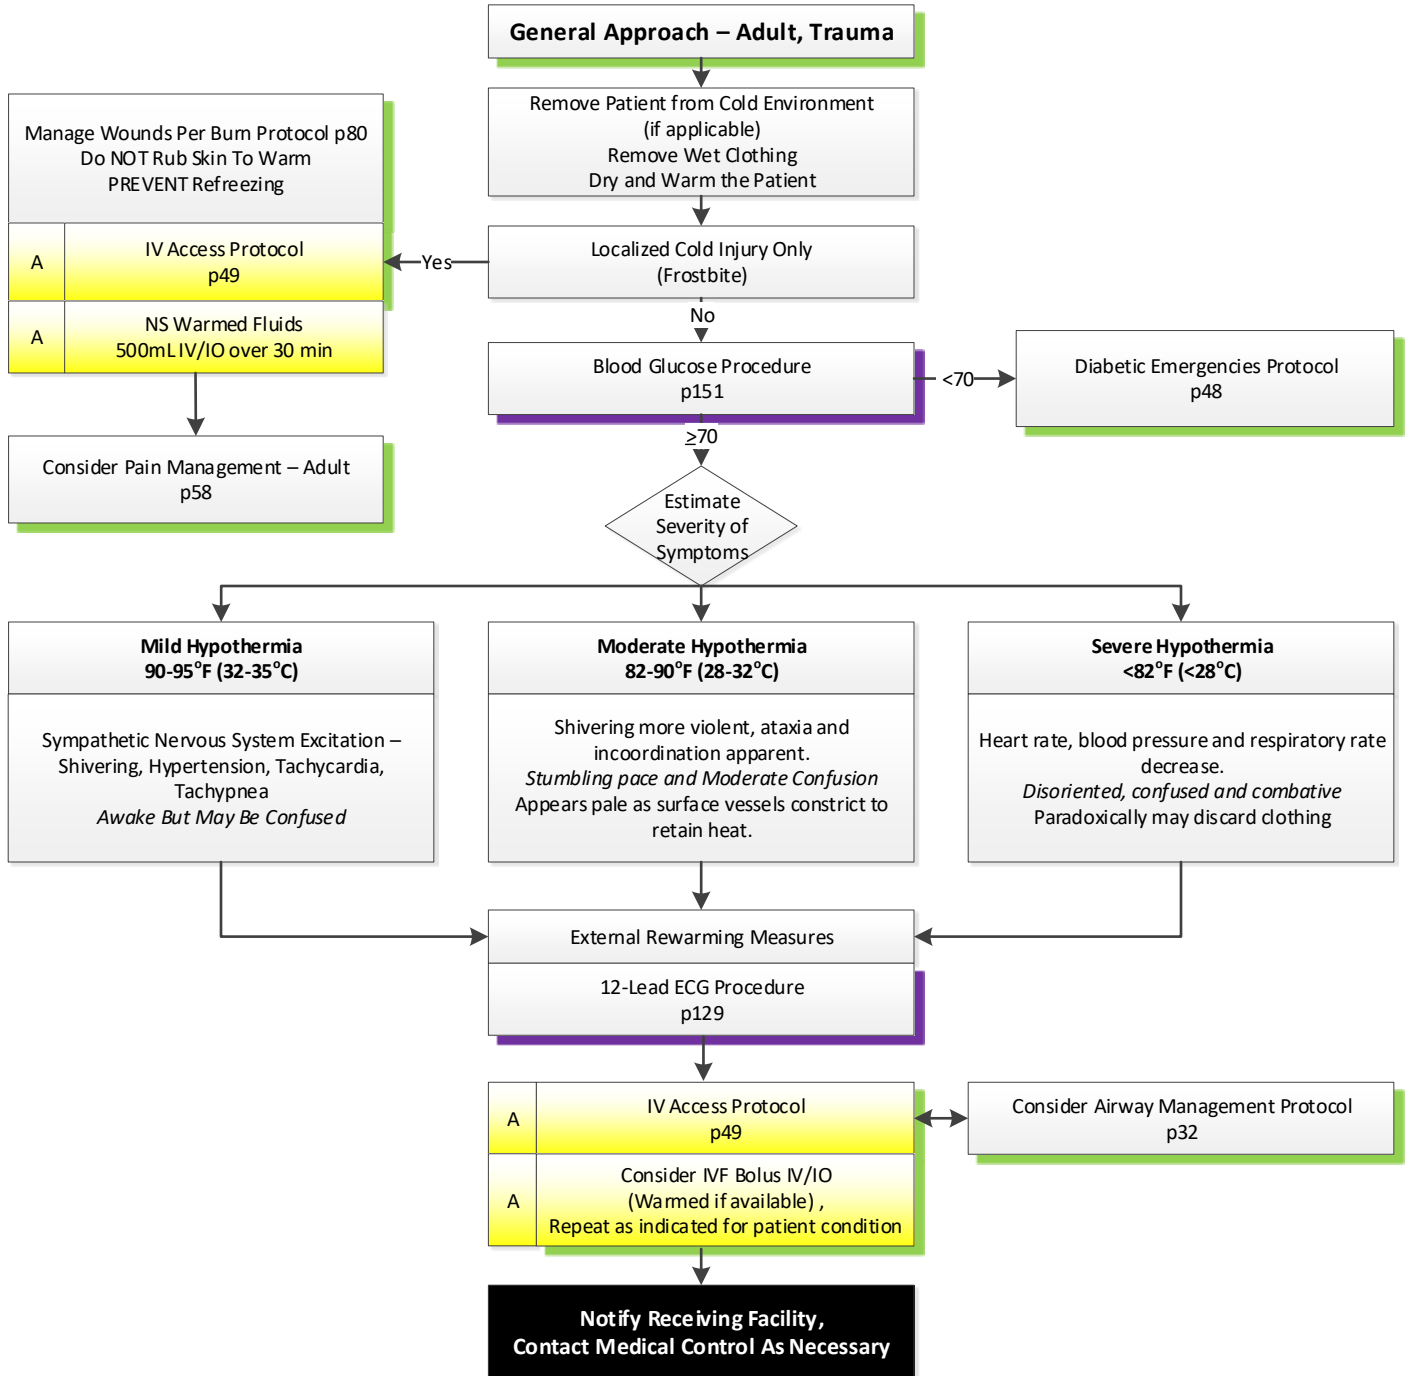 General Approach – Adult, Trauma
Remove Patient from Cold Environment
(if applicable)
Remove Wet Clothing
Dry and Warm the Patient
Manage Wounds Per Burn Protocol p80
Do NOT Rub Skin To Warm
PREVENT Refreezing
A
IV Access Protocol
p49
A
NS Warmed Fluids
500mL IV/IO over 30 min
Yes
Localized Cold Injury Only
(Frostbite)
No
Blood Glucose Procedure
p151
<70
Diabetic Emergencies Protocol
p48
≥70
Consider Pain Management – Adult
p58
Estimate
Severity of
Symptoms
Mild Hypothermia
90-95°F (32-35°C)
Sympathetic Nervous System Excitation –
Shivering, Hypertension, Tachycardia,
Tachypnea
Awake But May Be Confused
Moderate Hypothermia
82-90°F (28-32°C)
Shivering more violent, ataxia and
incoordination apparent.
Stumbling pace and Moderate Confusion
Appears pale as surface vessels constrict to
retain heat.
Severe Hypothermia
<82°F (<28°C)
Heart rate, blood pressure and respiratory rate
decrease.
Disoriented, confused and combative
Paradoxically may discard clothing
External Rewarming Measures
12-Lead ECG Procedure
p129
A
IV Access Protocol
p49
Consider Airway Management Protocol
p32
A
Consider IVF Bolus IV/IO
(Warmed if available) ,
Repeat as indicated for patient condition
Notify Receiving Facility,
Contact Medical Control As Necessary